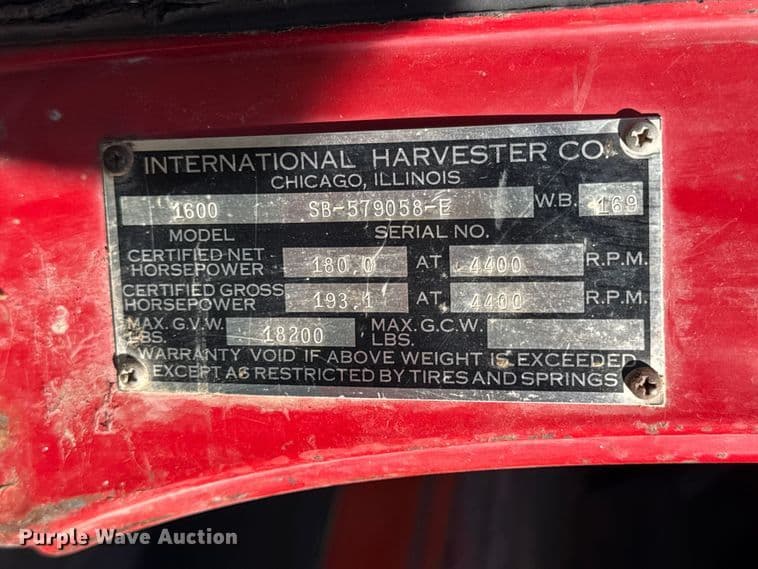 INTERNATIONAL HARVESTER CO.
CHICAGO, ILLINOIS
1600 SB-579058-E W.B. 169
MODEL SERIAL NO.
CERTIFIED NET HORSEPOWER 180.0 AT 4400 R.P.M.
CERTIFIED GROSS HORSEPOWER 193.1 AT 4400 R.P.M.
MAX. G.V.W. LBS. 18200 MAX. G.C.W. LBS.
WARRANTY VOID IF ABOVE WEIGHT IS EXCEEDED
EXCEPT AS RESTRICTED BY TIRES AND SPRINGS
Purple Wave Auction